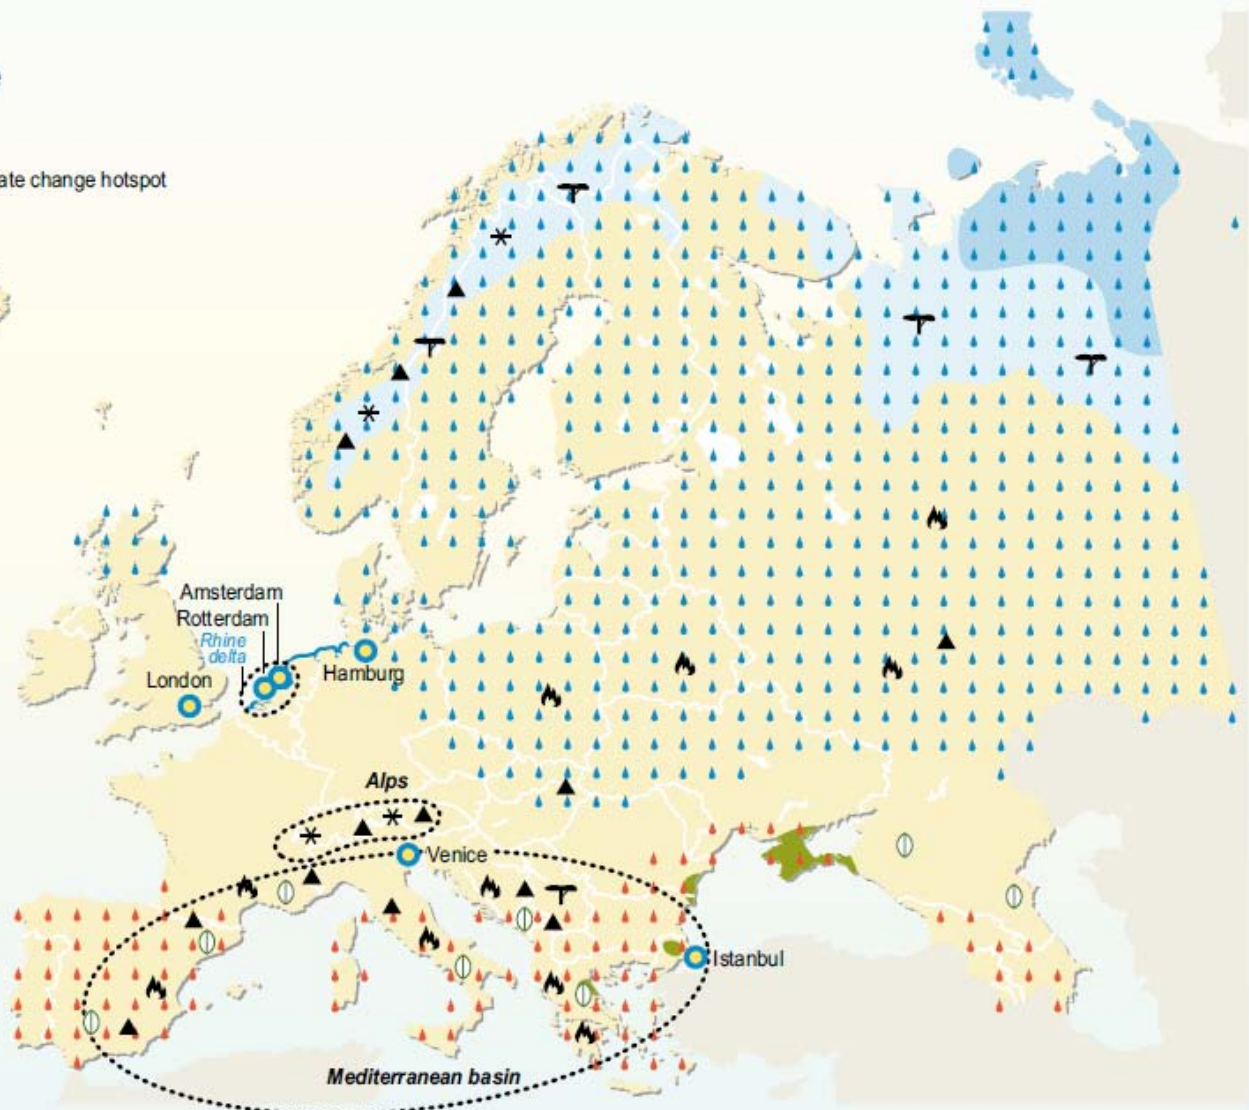 ate change hotspot
Amsterdam
Rotterdam
Rhine
delta
London
Hamburg
Alps
Venice
Istanbul
Mediterranean basin